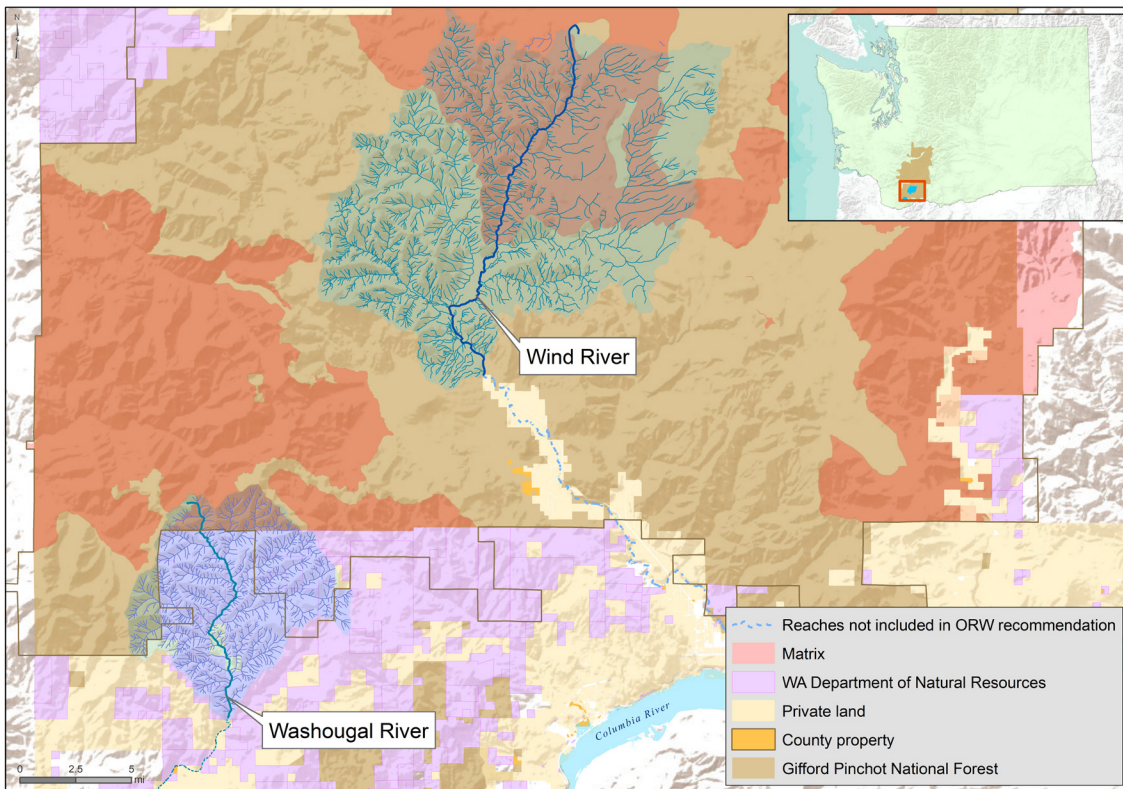 N
Wind River
Washougal River
Columbia River
0 2.5 5
mi
Reaches not included in ORW recommendation
Matrix
WA Department of Natural Resources
Private land
County property
Gifford Pinchot National Forest